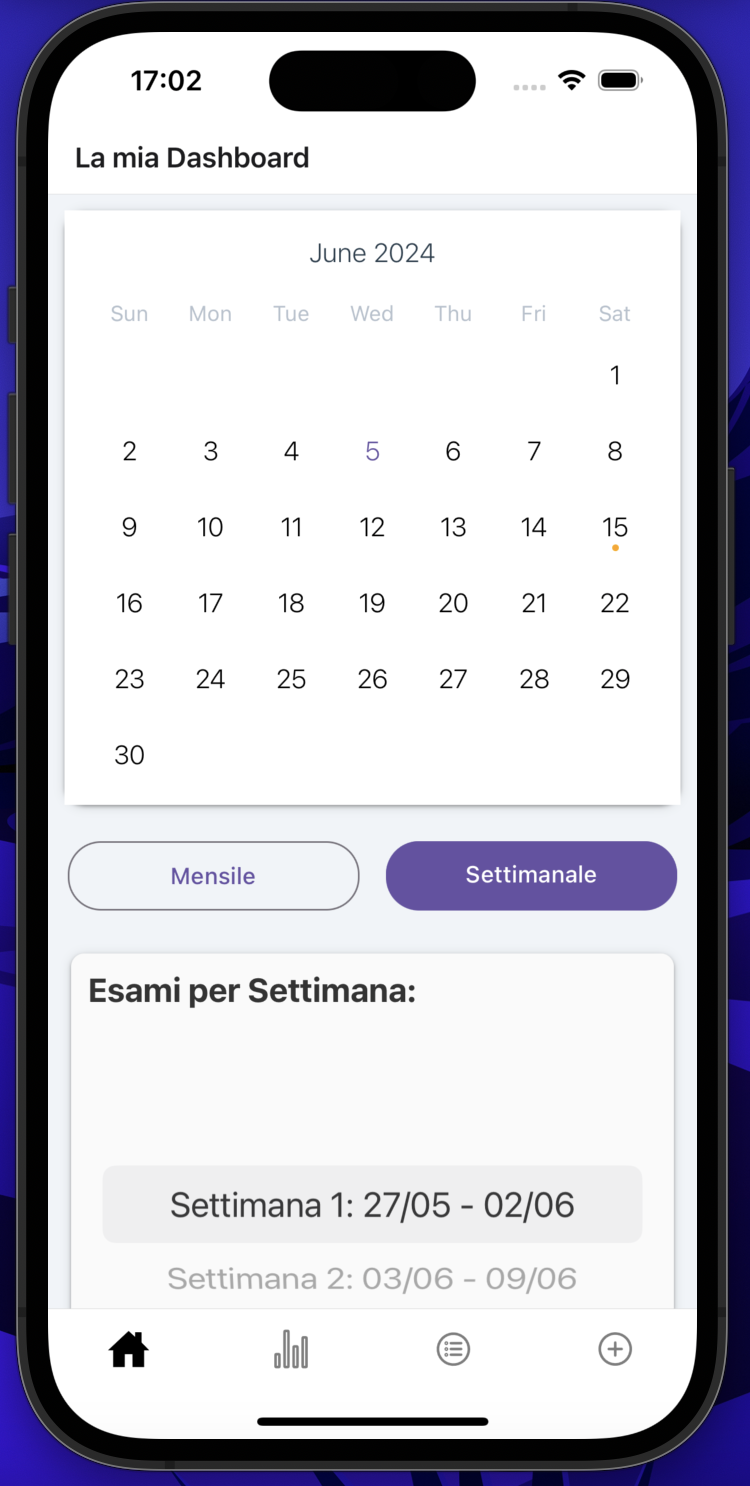 17:02
La mia Dashboard
June 2024
Sun Mon Tue Wed Thu Fri Sat
1
2 3 4 5 6 7 8
9 10 11 12 13 14 15
16 17 18 19 20 21 22
23 24 25 26 27 28 29
30
Mensile Settimanale
Esami per Settimana:
Settimana 1: 27/05 - 02/06
Settimana 2: 03/06 - 09/06